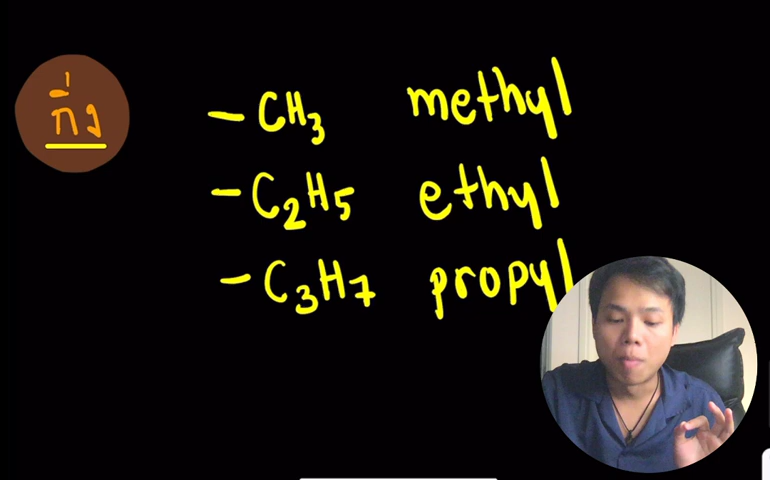 กิ่ง
-CH₃ methyl
-C₂H₅ ethyl
-C₃H₇ propyl